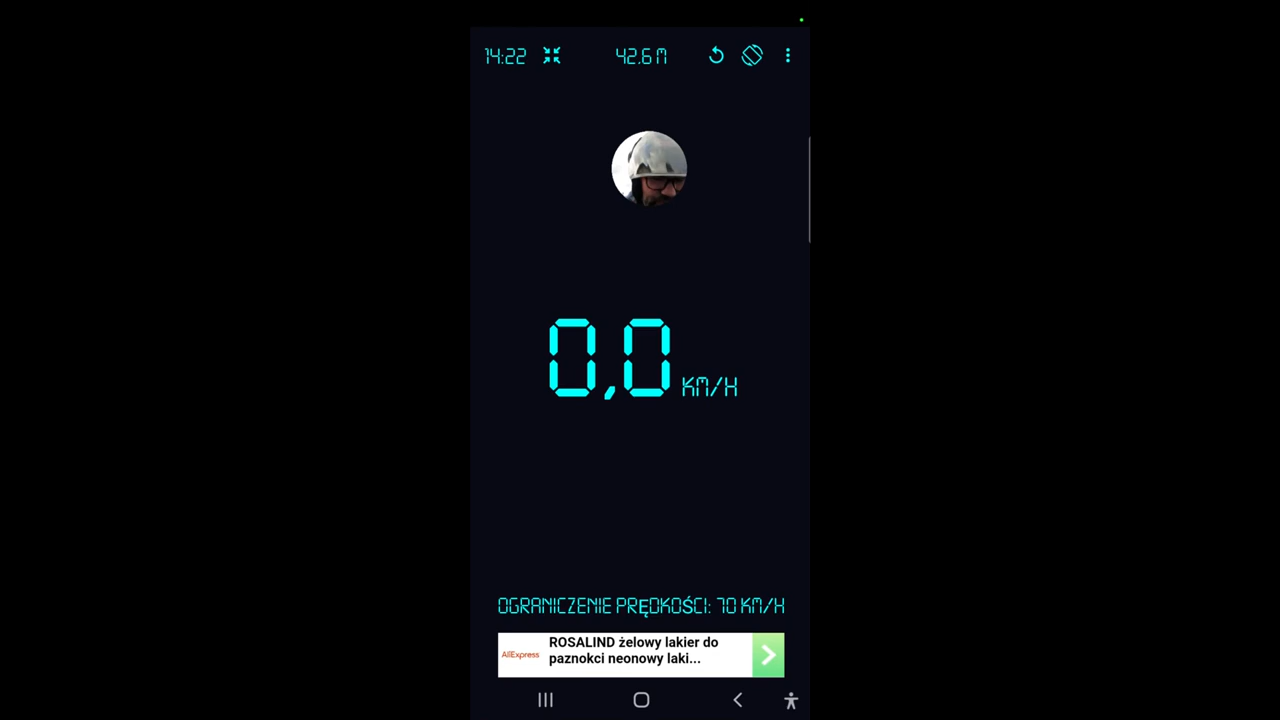 14:22 42.6 M
0,0 KM/H
OGRANICZENIE PRĘDKOŚCI: 70 KM/H
AliExpress
ROSALIND żelowy lakier do
paznokci neonowy laki...